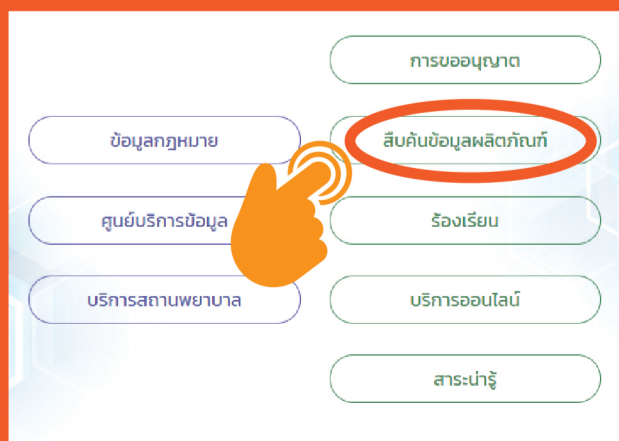 การขออนุญาต
ข้อมูลกฎหมาย
สืบค้นข้อมูลผลิตภัณฑ์
ศูนย์บริการข้อมูล
ร้องเรียน
บริการสถานพยาบาล
บริการออนไลน์
สาระน่ารู้